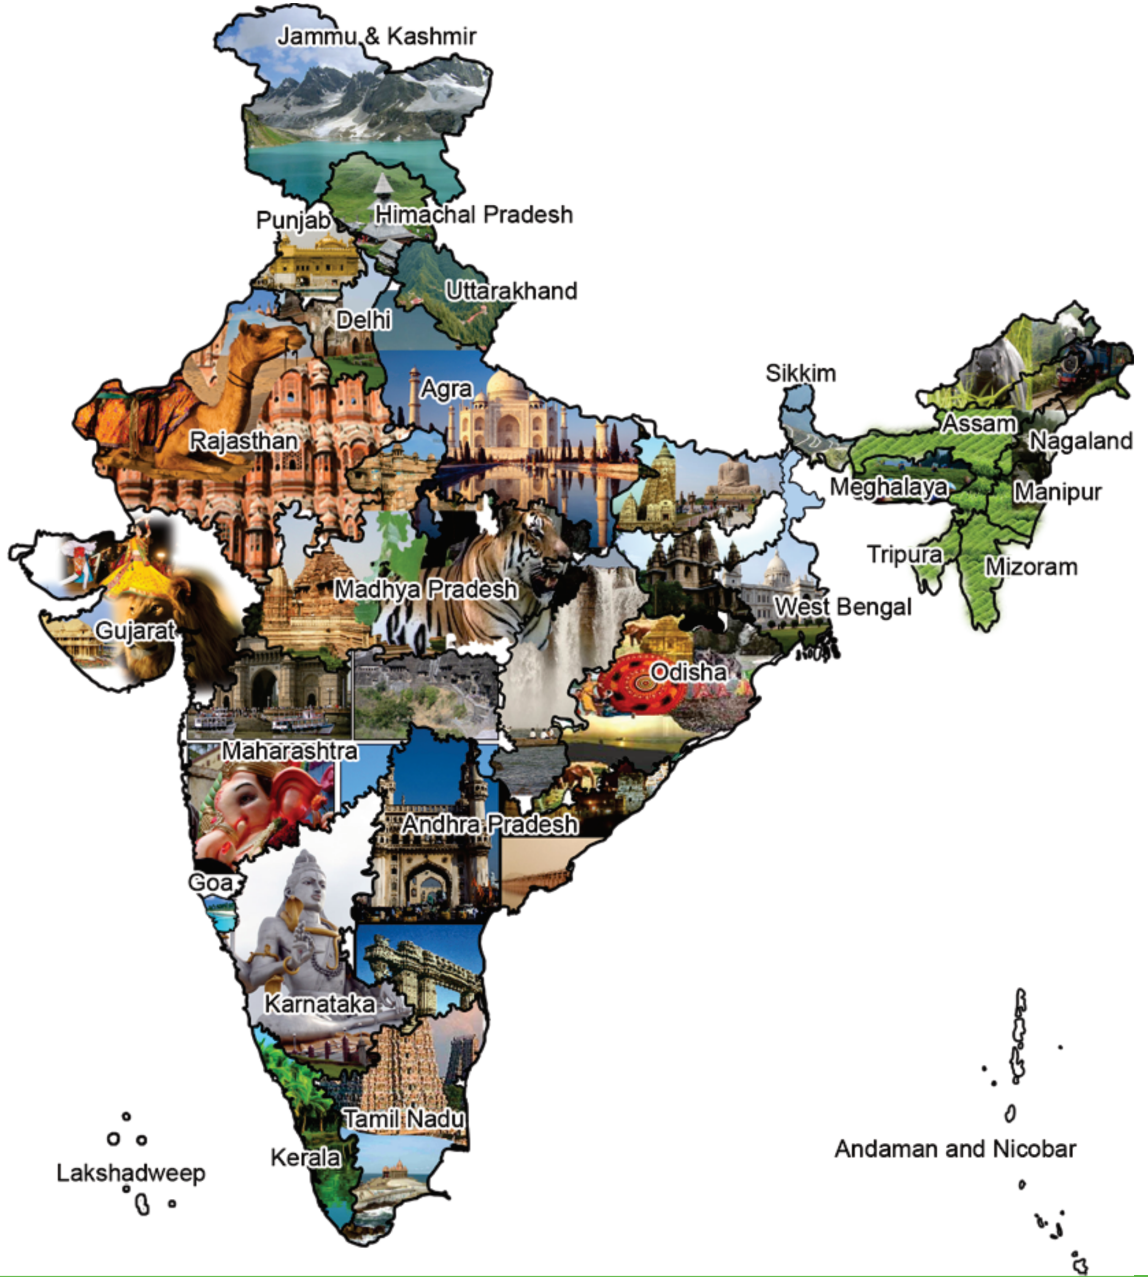 Jammu & Kashmir
Himachal Pradesh
Punjab
Uttarakhand
Delhi
Sikkim
Agra
Assam
Rajasthan
Nagaland
Meghalaya
Manipur
Tripura
Mizoram
Madhya Pradesh
West Bengal
Gujarat
Odisha
Maharashtra
Andhra Pradesh
Goa
Karnataka
Tamil Nadu
Kerala
Andaman and Nicobar
Lakshadweep